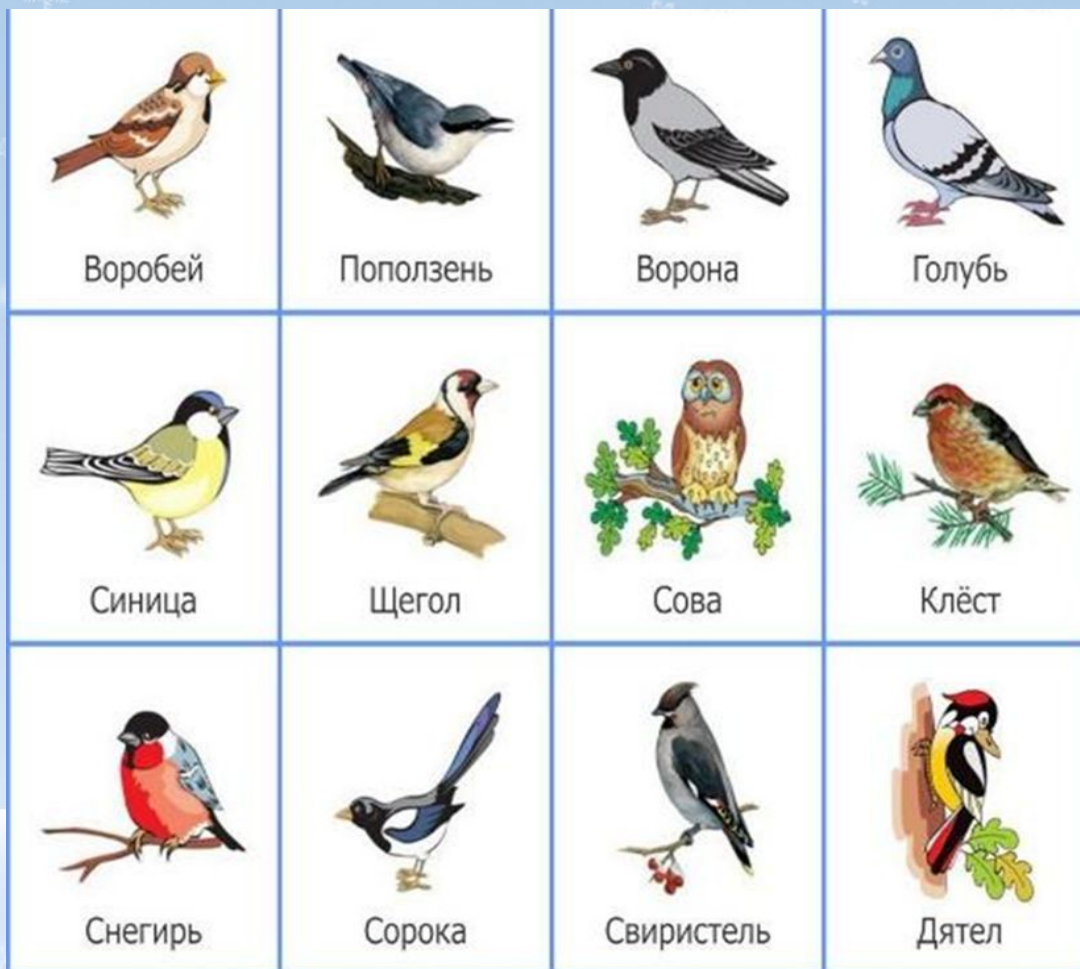 Воробей
Поползень
Ворона
Голубь
Синица
Щегол
Сова
Клёст
Снегирь
Сорока
Свиристель
Дятел